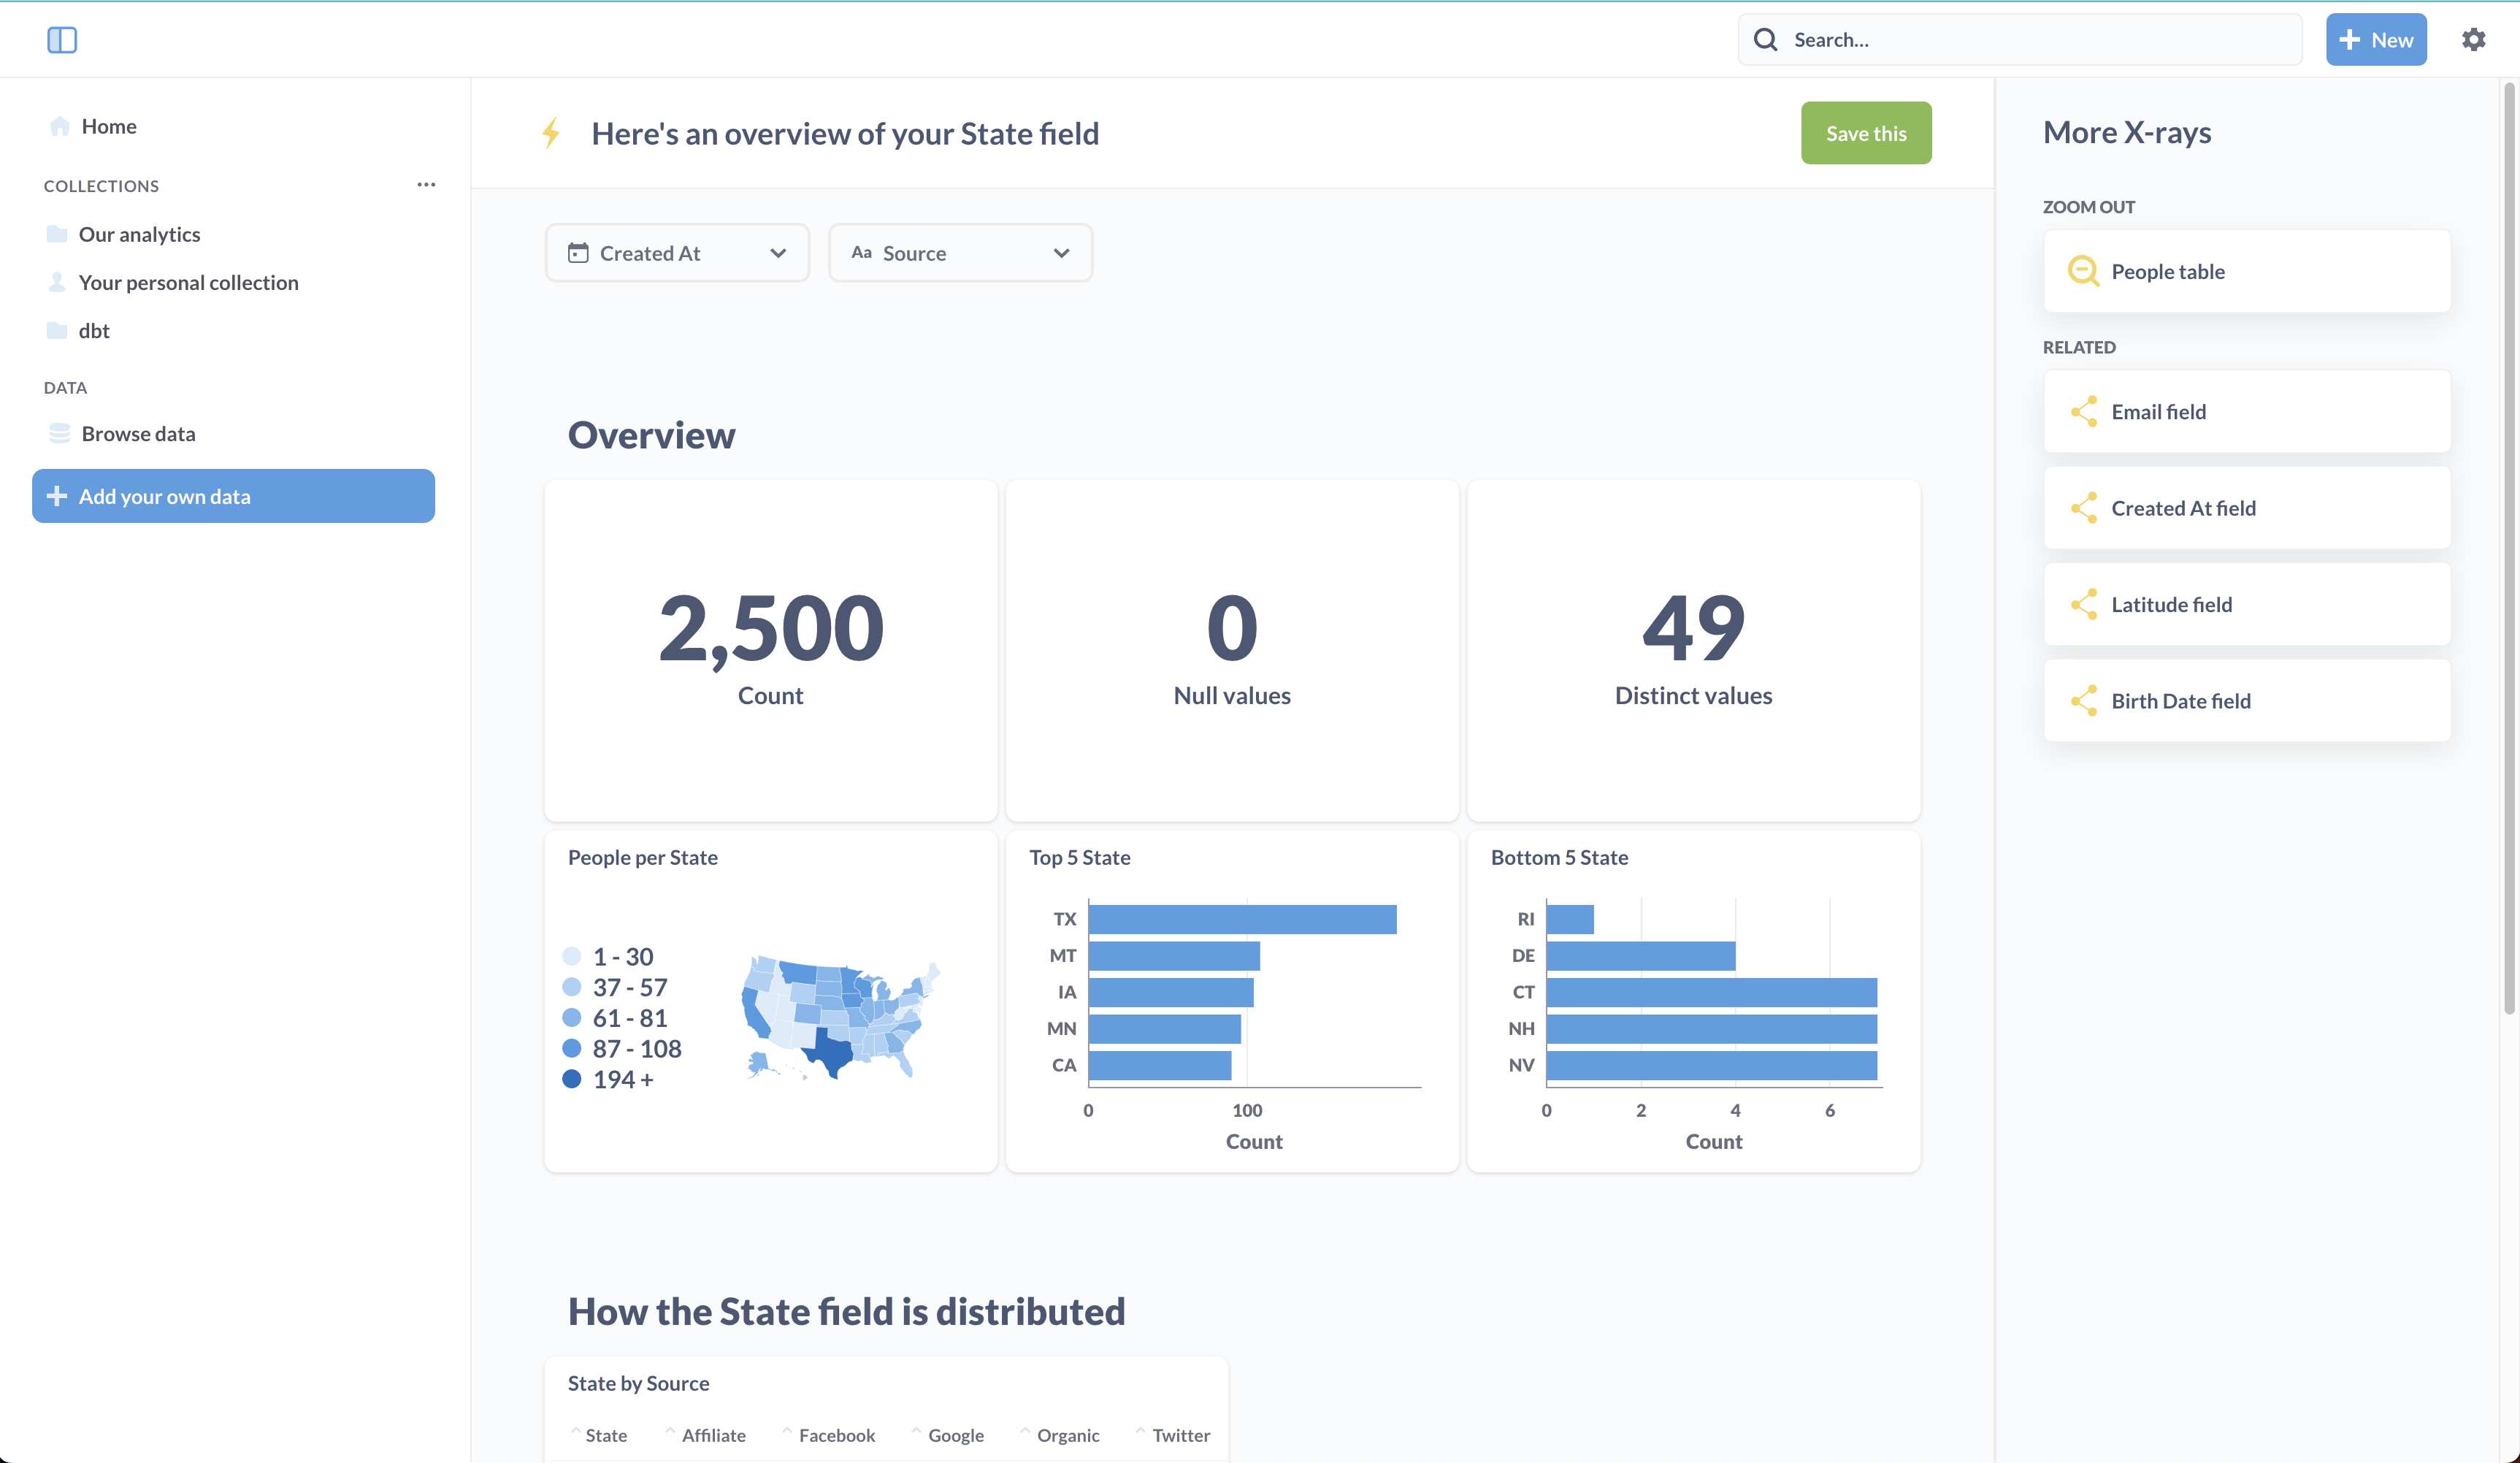 Search...
New
Home
COLLECTIONS
Our analytics
Your personal collection
dbt
DATA
Browse data
Add your own data
Here's an overview of your State field
Save this
Created At
Aa Source
Overview
2,500
Count
0
Null values
49
Distinct values
People per State
1 - 30
37 - 57
61 - 81
87 - 108
194 +
Top 5 State
TX
MT
IA
MN
CA
0 100
Count
Bottom 5 State
RI
DE
CT
NH
NV
0 2 4 6
Count
How the State field is distributed
State by Source
State Affiliate Facebook Google Organic Twitter
More X-rays
ZOOM OUT
People table
RELATED
Email field
Created At field
Latitude field
Birth Date field